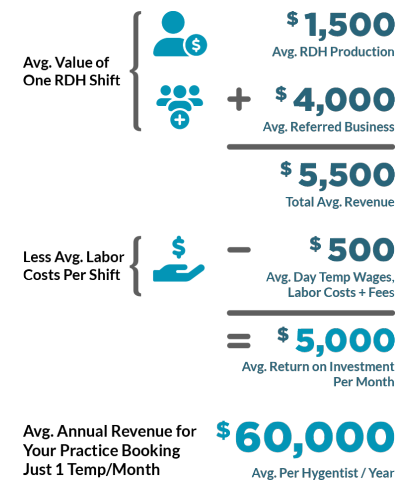 $1,500
Avg. RDH Production
Avg. Value of
One RDH Shift
+ $4,000
Avg. Referred Business
$5,500
Total Avg. Revenue
Less Avg. Labor
Costs Per Shift
$
− $500
Avg. Day Temp Wages,
Labor Costs + Fees
= $5,000
Avg. Return on Investment
Per Month
Avg. Annual Revenue for
Your Practice Booking
Just 1 Temp/Month
$60,000
Avg. Per Hygentist / Year